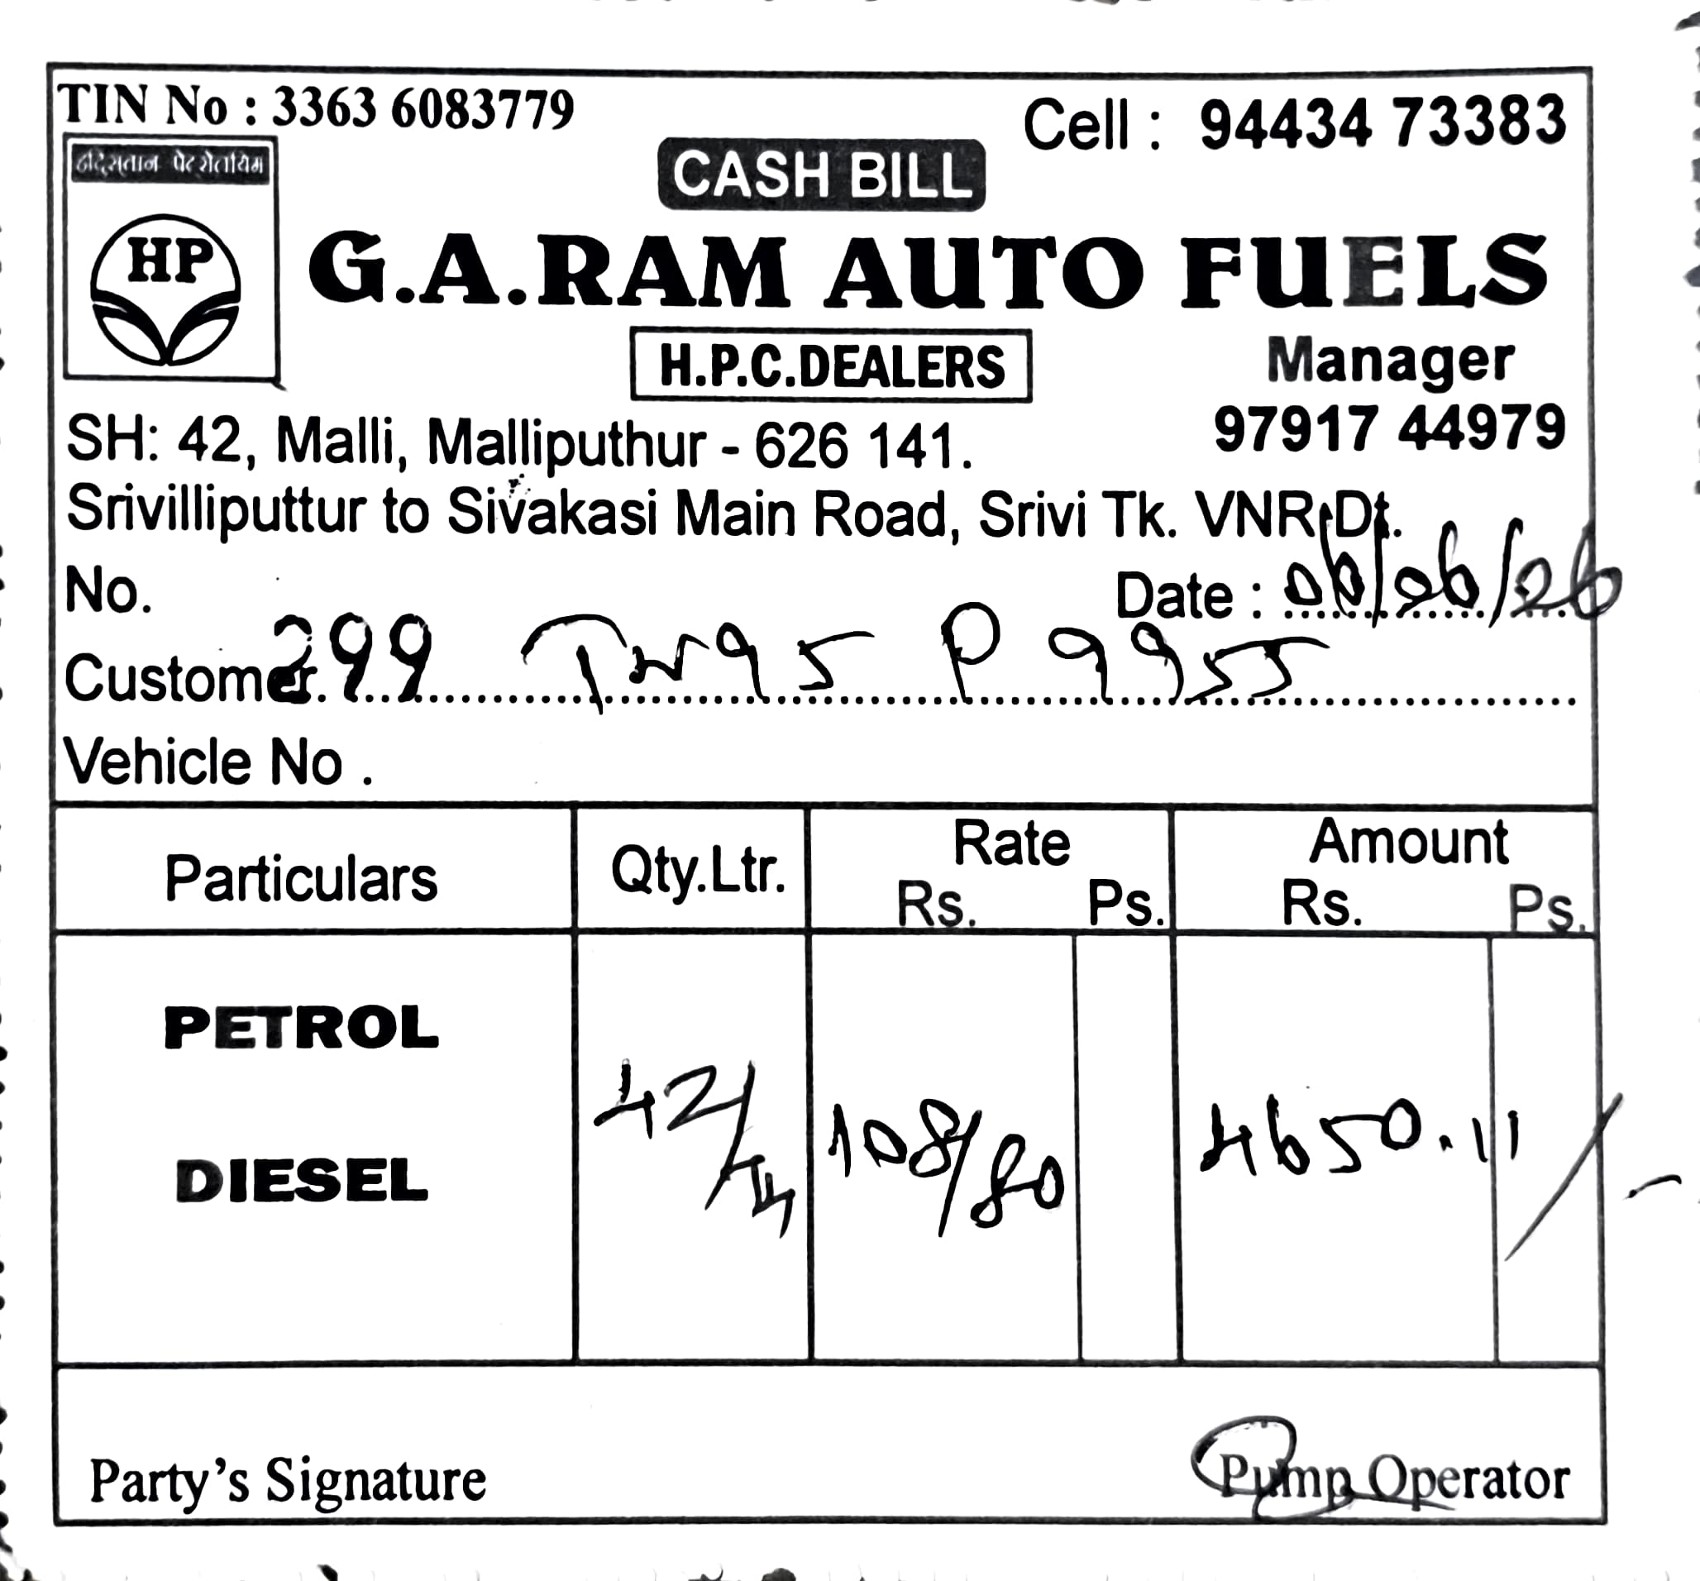 TIN No : 3363 6083779
Cell : 94434 73383
CASH BILL
हिंदुस्तान पेट्रोलियम
HP
G.A.RAM AUTO FUELS
H.P.C.DEALERS
Manager
97917 44979
SH: 42, Malli, Malliputhur - 626 141.
Srivilliputtur to Sivakasi Main Road, Srivi Tk. VNR Dt.
No. 299
Date : 06/06/26
Customer. TN95 P 9955
Vehicle No .
Particulars Qty.Ltr. Rate Rs. Ps. Amount Rs. Ps.
PETROL
42/ 108/80 4650.11/-
DIESEL
Party's Signature Pump Operator